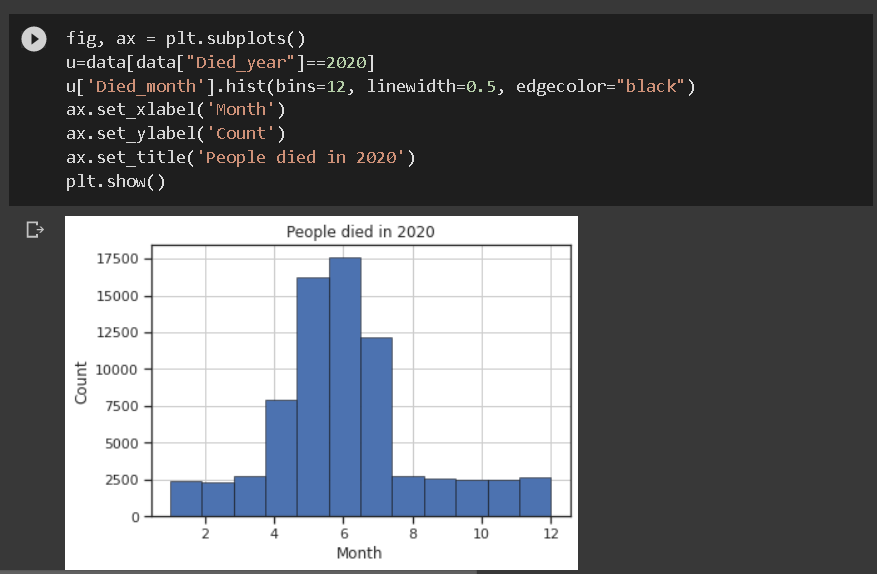 fig, ax = plt.subplots()
u=data[data["Died_year"]==2020]
u['Died_month'].hist(bins=12, linewidth=0.5, edgecolor="black")
ax.set_xlabel('Month')
ax.set_ylabel('Count')
ax.set_title('People died in 2020')
plt.show()
People died in 2020
17500
15000
12500
10000
7500
5000
2500
0
Count
2 4 6 8 10 12
Month